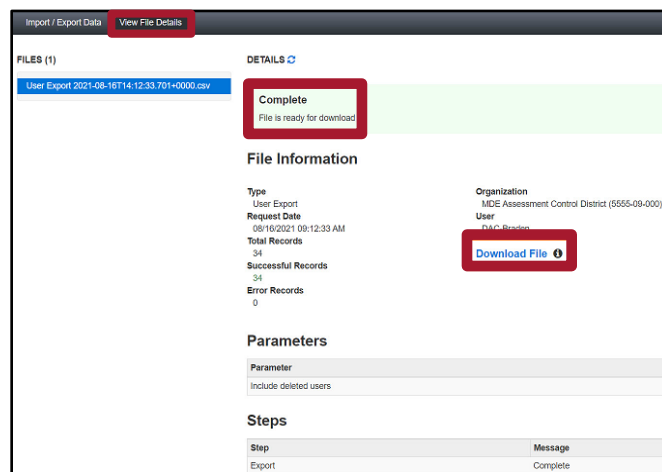 Import / Export Data View File Details
FILES (1)
User Export 2021-08-16T14:12:33.701+0000.csv
DETAILS
Complete
File is ready for download
File Information
Type
User Export
Request Date
08/16/2021 09:12:33 AM
Total Records
34
Successful Records
34
Error Records
0
Organization
MDE Assessment Control District (5555-09-000)
User
DAC-Braden
Download File
Parameters
Parameter
Include deleted users
Steps
Step Message
Export Complete